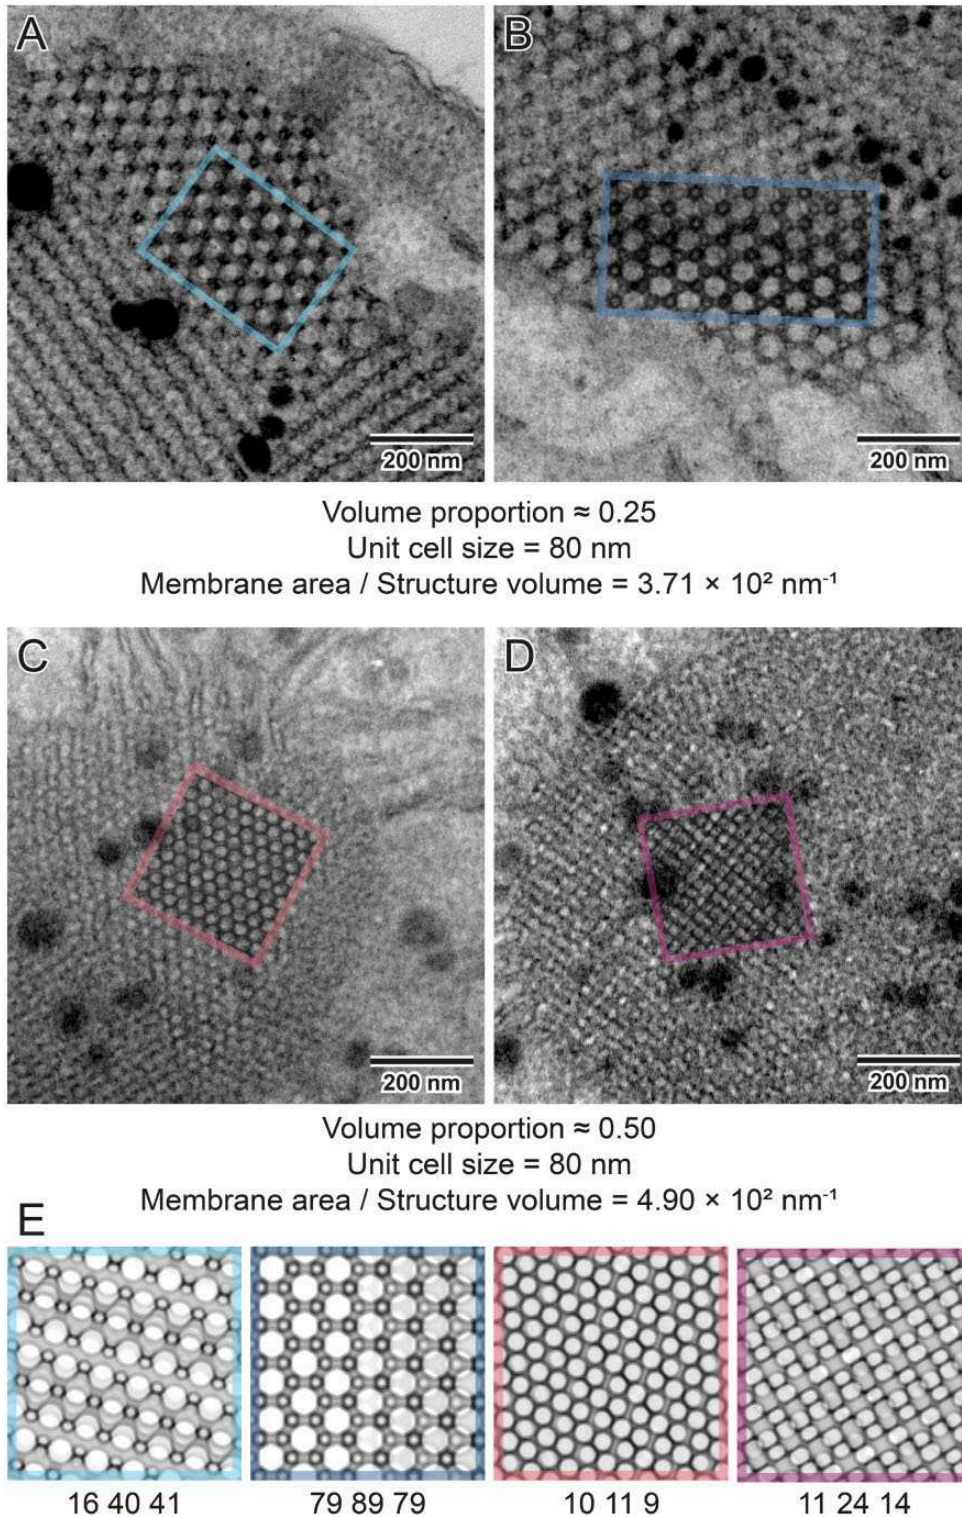 A
B
200 nm
200 nm
Volume proportion ≈ 0.25
Unit cell size = 80 nm
Membrane area / Structure volume = 3.71 × 10² nm⁻¹
C
D
200 nm
200 nm
Volume proportion ≈ 0.50
Unit cell size = 80 nm
Membrane area / Structure volume = 4.90 × 10² nm⁻¹
E
16 40 41
79 89 79
10 11 9
11 24 14